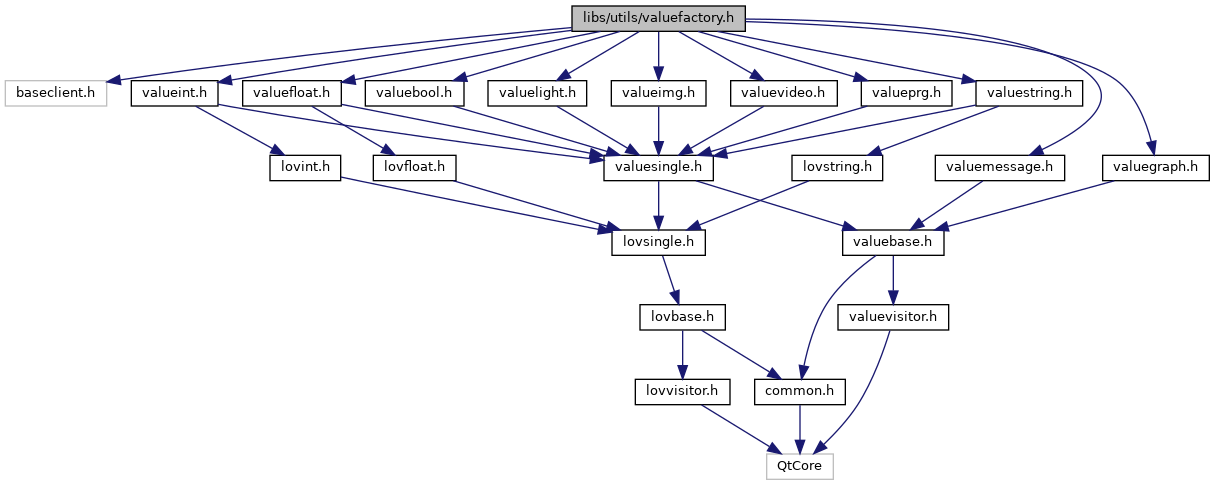 libs/utils/valuefactory.h
baseclient.h
valueint.h
valuefloat.h
valuebool.h
valuelight.h
valueimg.h
valuevideo.h
valueprg.h
valuestring.h
lovint.h
lovfloat.h
valuesingle.h
lovstring.h
valuemessage.h
valuegraph.h
lovsingle.h
valuebase.h
lovbase.h
valuevisitor.h
lovvisitor.h
common.h
QtCore